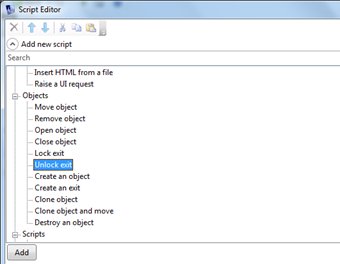 Script Editor
Add new script
Search
Insert HTML from a file
Raise a UI request
Objects
Move object
Remove object
Open object
Close object
Lock exit
Unlock exit
Create an object
Create an exit
Clone object
Clone object and move
Destroy an object
Scripts
Add